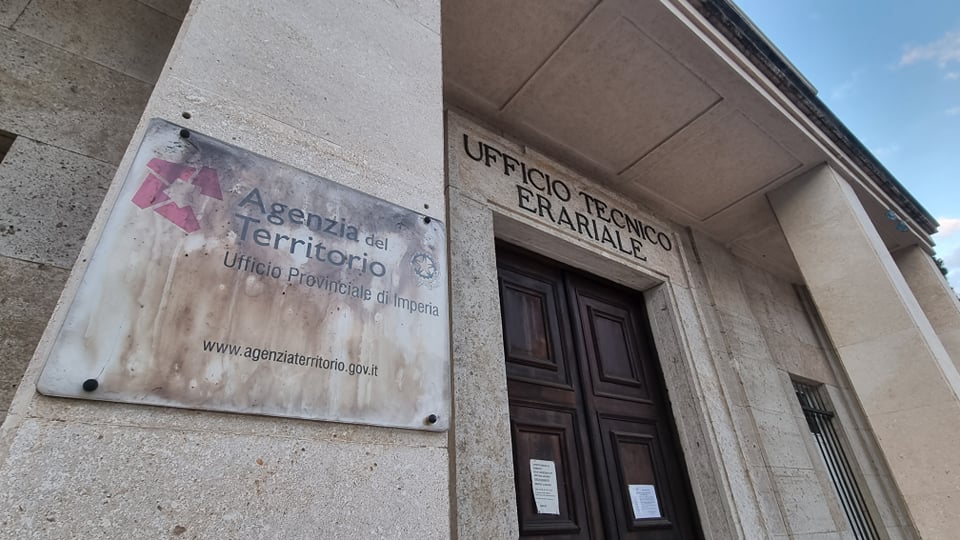 Agenzia del
Territorio
Ufficio Provinciale di Imperia
www.agenziaterritorio.gov.it
UFFICIO TECNICO
ERARIALE